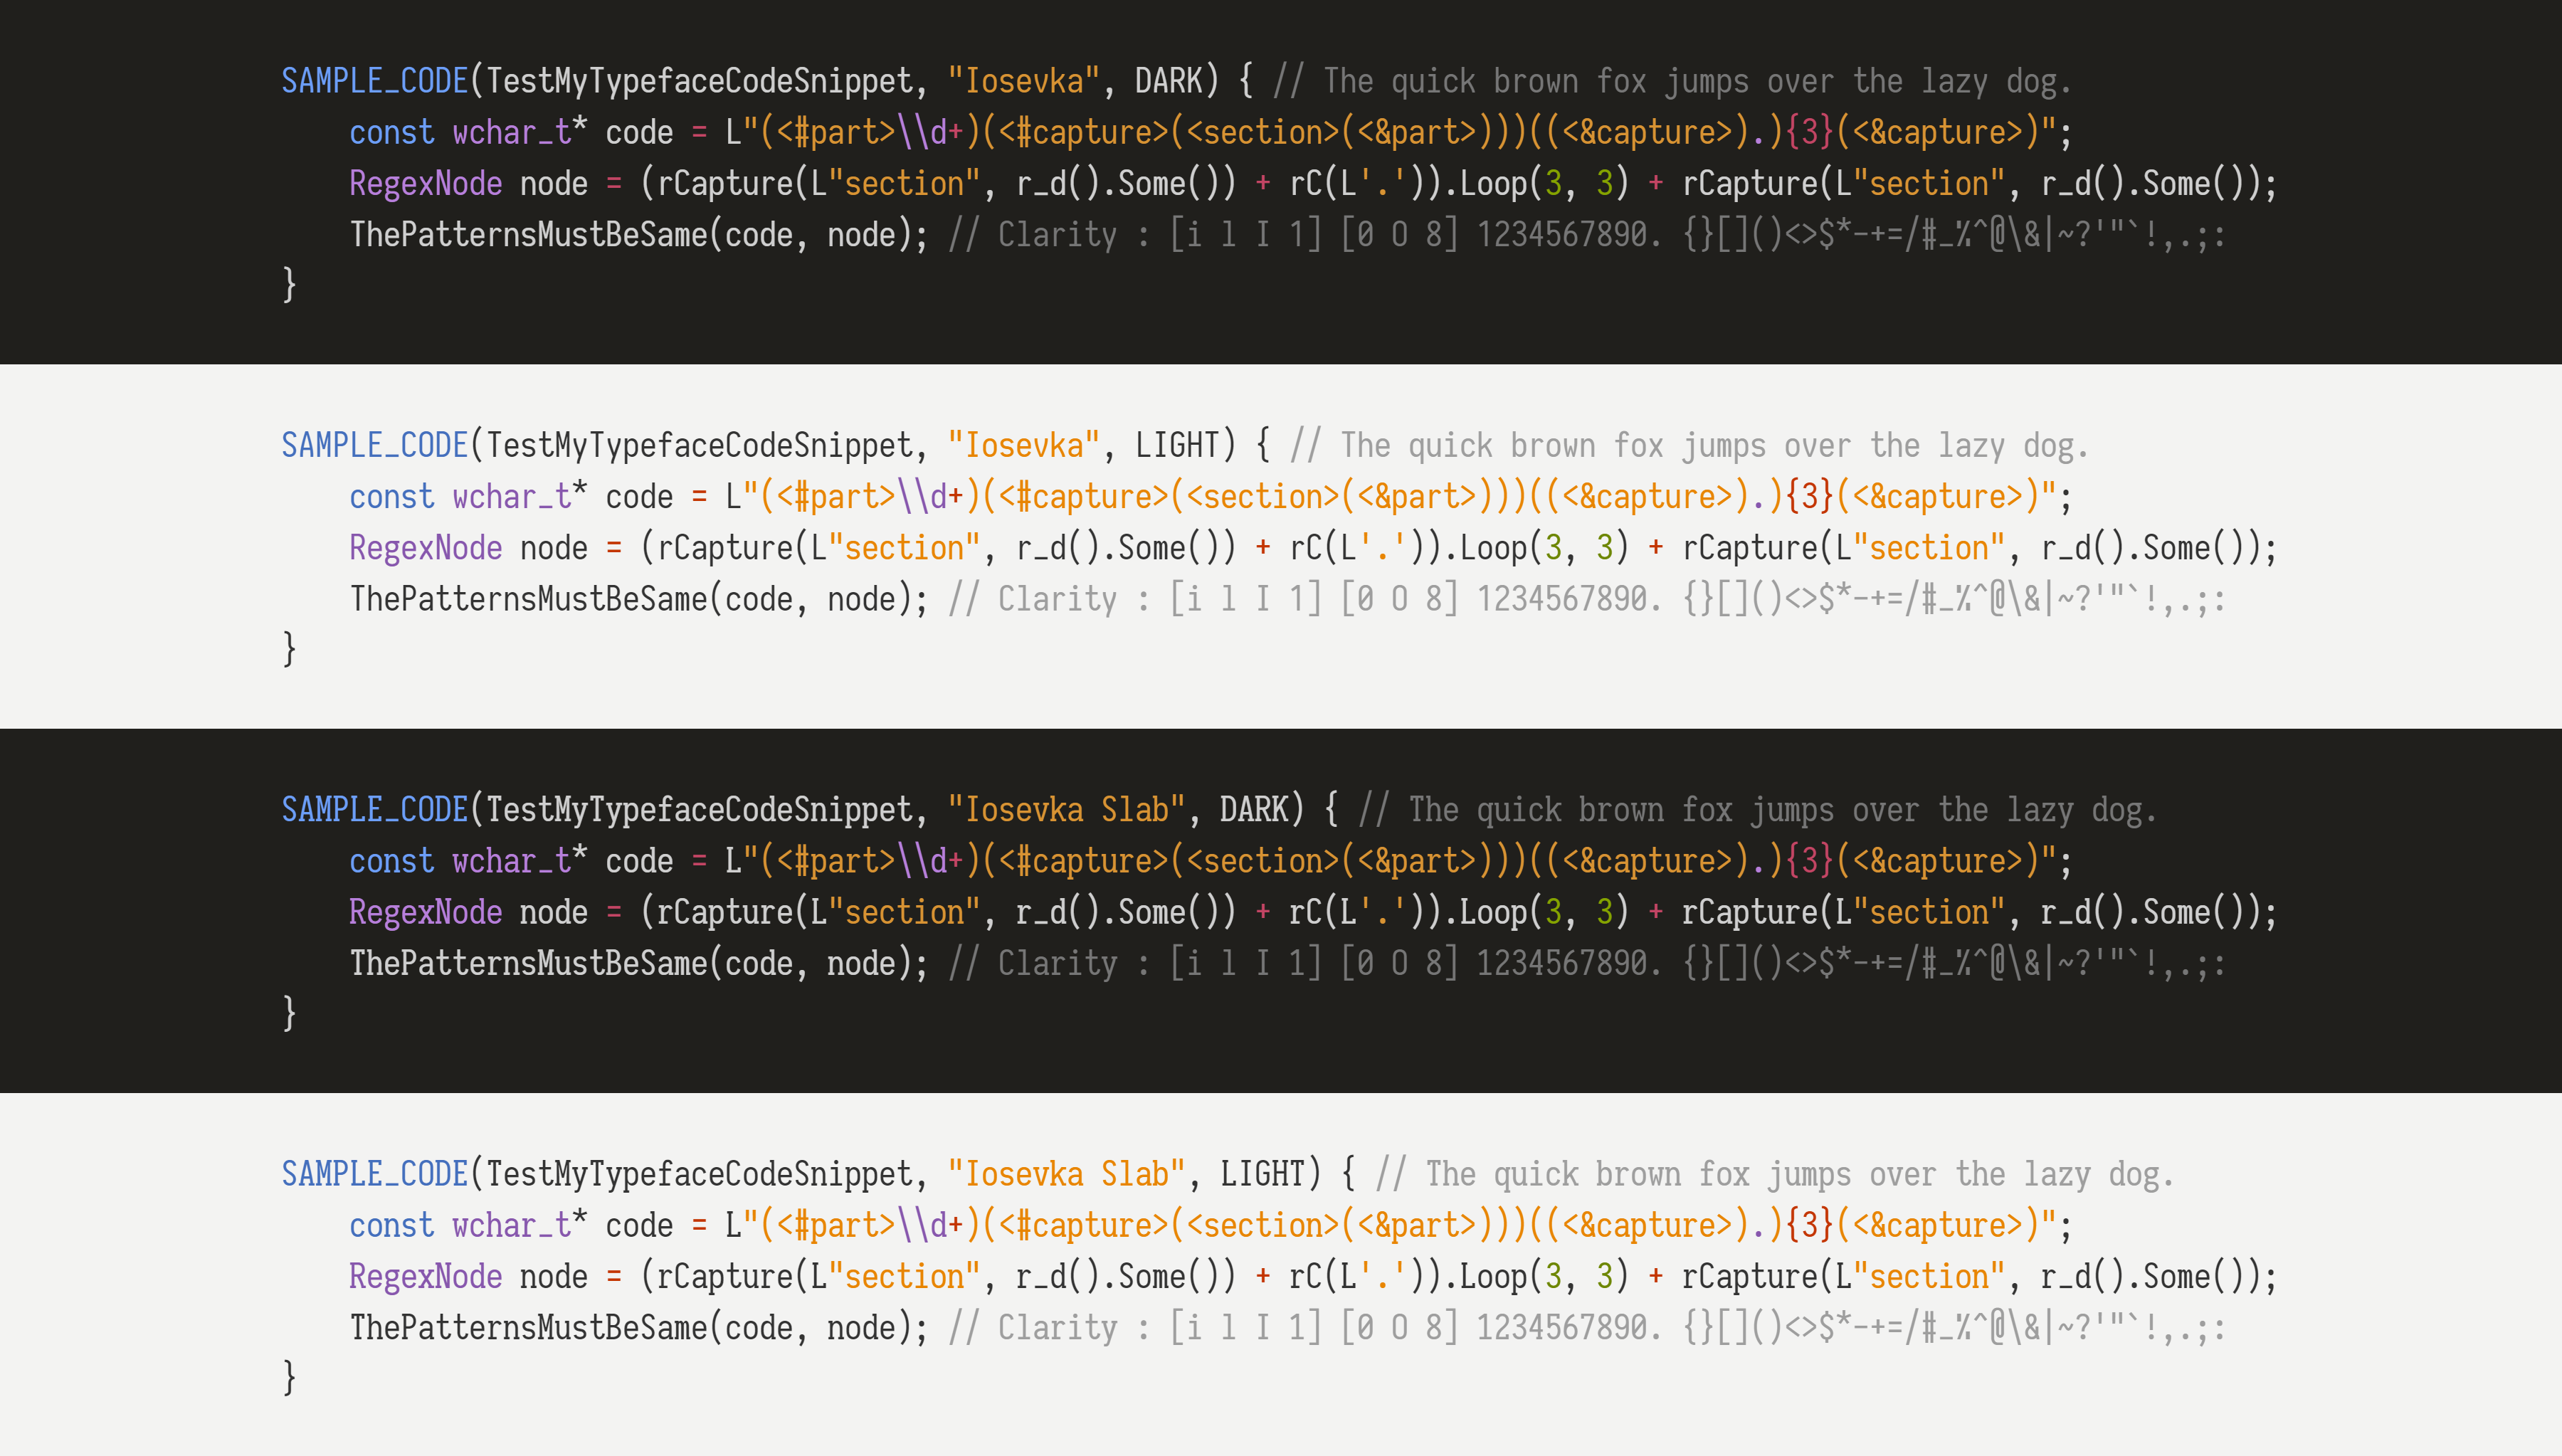 SAMPLE_CODE(TestMyTypefaceCodeSnippet, "Iosevka", DARK) { // The quick brown fox jumps over the lazy dog.
    const wchar_t* code = L"(<#part>\\d+)(<#capture>(<section>(<&part>)))((<&capture>).){3}(<&capture>)";
    RegexNode node = (rCapture(L"section", r_d().Some()) + rC(L'.')).Loop(3, 3) + rCapture(L"section", r_d().Some());
    ThePatternsMustBeSame(code, node); // Clarity : [i l I 1] [0 O 8] 1234567890. {}[]()<>$*-+=/#_%^@\&|~?'"`!,.;:
}
SAMPLE_CODE(TestMyTypefaceCodeSnippet, "Iosevka", LIGHT) { // The quick brown fox jumps over the lazy dog.
    const wchar_t* code = L"(<#part>\\d+)(<#capture>(<section>(<&part>)))((<&capture>).){3}(<&capture>)";
    RegexNode node = (rCapture(L"section", r_d().Some()) + rC(L'.')).Loop(3, 3) + rCapture(L"section", r_d().Some());
    ThePatternsMustBeSame(code, node); // Clarity : [i l I 1] [0 O 8] 1234567890. {}[]()<>$*-+=/#_%^@\&|~?'"`!,.;:
}
SAMPLE_CODE(TestMyTypefaceCodeSnippet, "Iosevka Slab", DARK) { // The quick brown fox jumps over the lazy dog.
    const wchar_t* code = L"(<#part>\\d+)(<#capture>(<section>(<&part>)))((<&capture>).){3}(<&capture>)";
    RegexNode node = (rCapture(L"section", r_d().Some()) + rC(L'.')).Loop(3, 3) + rCapture(L"section", r_d().Some());
    ThePatternsMustBeSame(code, node); // Clarity : [i l I 1] [0 O 8] 1234567890. {}[]()<>$*-+=/#_%^@\&|~?'"`!,.;:
}
SAMPLE_CODE(TestMyTypefaceCodeSnippet, "Iosevka Slab", LIGHT) { // The quick brown fox jumps over the lazy dog.
    const wchar_t* code = L"(<#part>\\d+)(<#capture>(<section>(<&part>)))((<&capture>).){3}(<&capture>)";
    RegexNode node = (rCapture(L"section", r_d().Some()) + rC(L'.')).Loop(3, 3) + rCapture(L"section", r_d().Some());
    ThePatternsMustBeSame(code, node); // Clarity : [i l I 1] [0 O 8] 1234567890. {}[]()<>$*-+=/#_%^@\&|~?'"`!,.;:
}